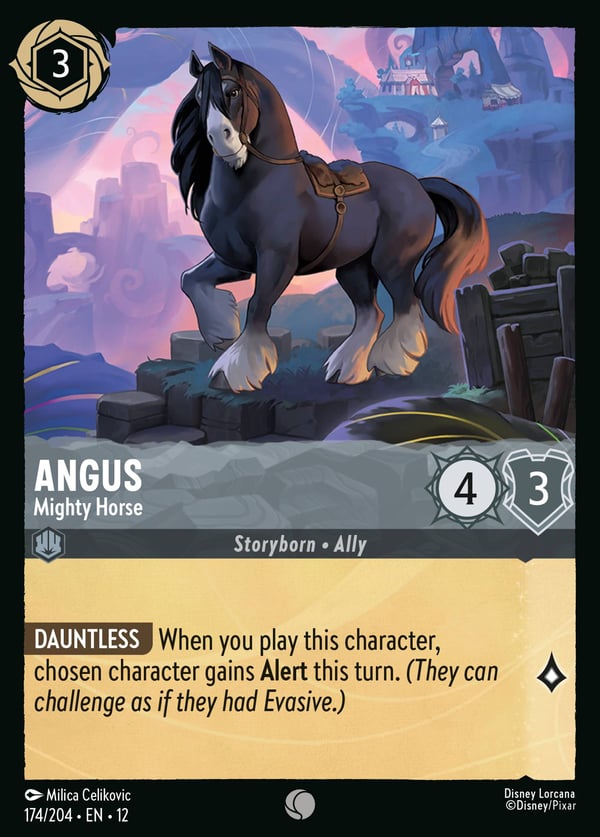 3
ANGUS
Mighty Horse
4
3
Storyborn • Ally
DAUNTLESS When you play this character,
chosen character gains Alert this turn. (They can
challenge as if they had Evasive.)
Milica Celikovic
174/204 • EN • 12
Disney Lorcana
©Disney/Pixar